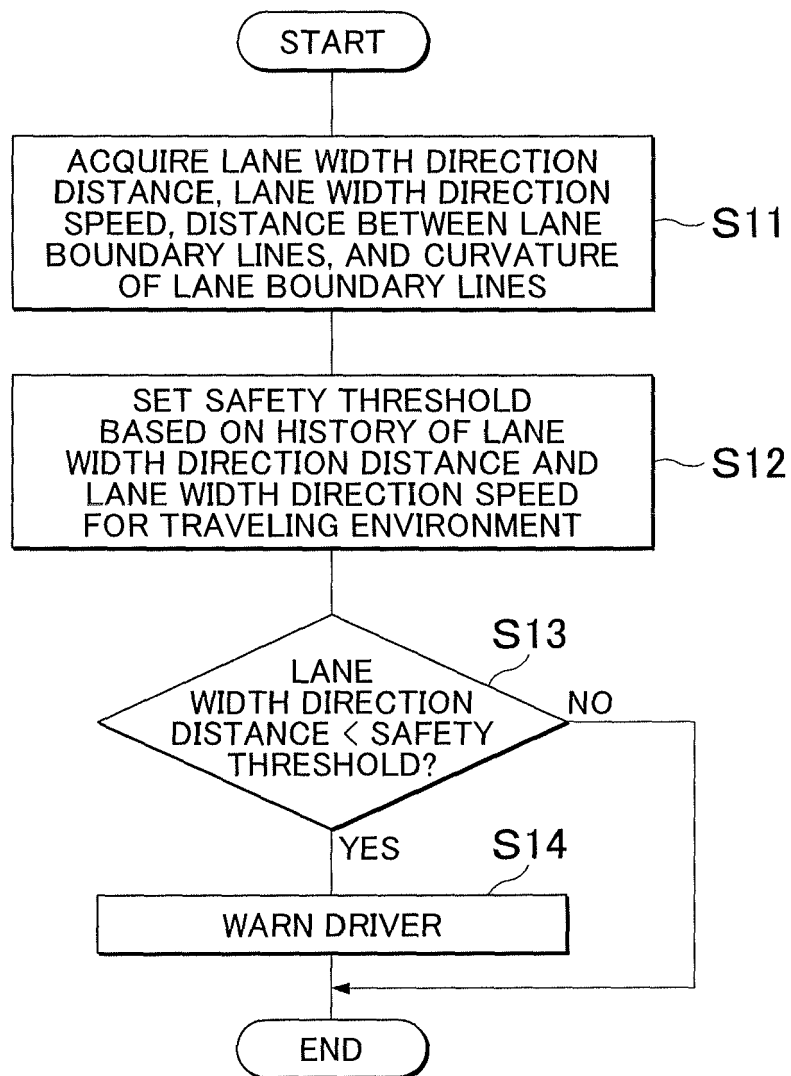 START
ACQUIRE LANE WIDTH DIRECTION
DISTANCE, LANE WIDTH DIRECTION
SPEED, DISTANCE BETWEEN LANE
BOUNDARY LINES, AND CURVATURE
OF LANE BOUNDARY LINES
S11
SET SAFETY THRESHOLD
BASED ON HISTORY OF LANE
WIDTH DIRECTION DISTANCE AND
LANE WIDTH DIRECTION SPEED
FOR TRAVELING ENVIRONMENT
S12
S13
LANE
WIDTH DIRECTION
DISTANCE < SAFETY
THRESHOLD?
NO
YES
S14
WARN DRIVER
END